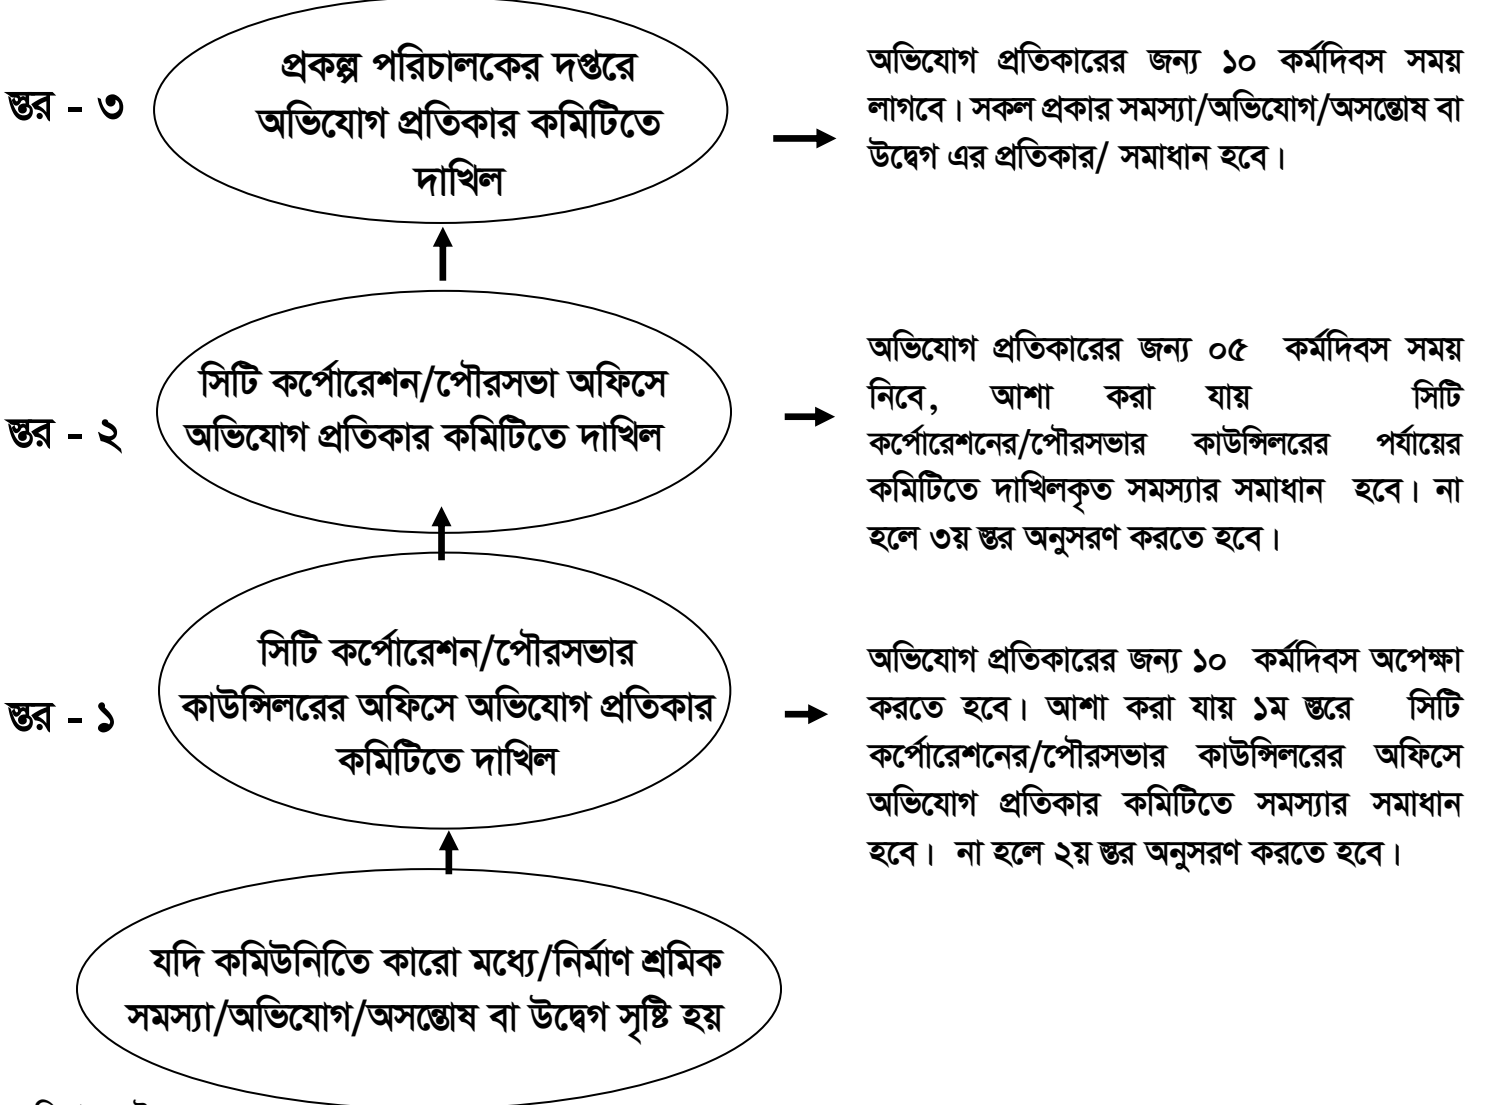 প্রকল্প পরিচালকের দপ্তরে
অভিযোগ প্রতিকার কমিটিতে
দাখিল
স্তর - ৩
অভিযোগ প্রতিকারের জন্য ১০ কর্মদিবস সময়
লাগবে। সকল প্রকার সমস্যা/অভিযোগ/অসন্তোষ বা
উদ্বেগ এর প্রতিকার/ সমাধান হবে।
সিটি কর্পোরেশন/পৌরসভা অফিসে
অভিযোগ প্রতিকার কমিটিতে দাখিল
স্তর - ২
অভিযোগ প্রতিকারের জন্য ০৫ কর্মদিবস সময়
নিবে, আশা করা যায় সিটি
কর্পোরেশনের/পৌরসভার কাউন্সিলরের পর্যায়ের
কমিটিতে দাখিলকৃত সমস্যার সমাধান হবে। না
হলে ৩য় স্তর অনুসরণ করতে হবে।
সিটি কর্পোরেশন/পৌরসভার
কাউন্সিলরের অফিসে অভিযোগ প্রতিকার
কমিটিতে দাখিল
স্তর - ১
অভিযোগ প্রতিকারের জন্য ১০ কর্মদিবস অপেক্ষা
করতে হবে। আশা করা যায় ১ম স্তরে সিটি
কর্পোরেশনের/পৌরসভার কাউন্সিলরের অফিসে
অভিযোগ প্রতিকার কমিটিতে সমস্যার সমাধান
হবে। না হলে ২য় স্তর অনুসরণ করতে হবে।
যদি কমিউনিতে কারো মধ্যে/নির্মাণ শ্রমিক
সমস্যা/অভিযোগ/অসন্তোষ বা উদ্বেগ সৃষ্টি হয়